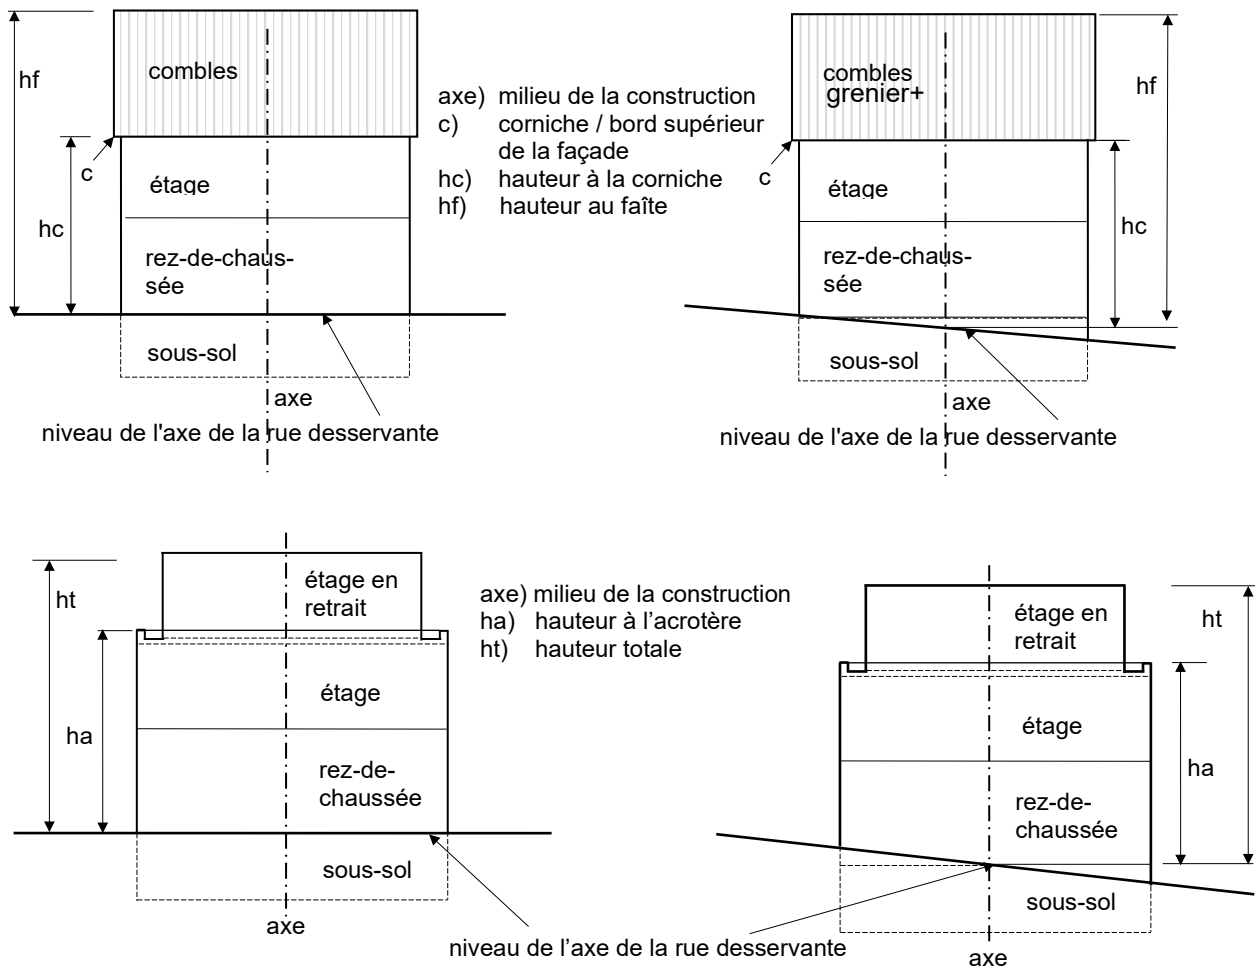 hf
combles
c
étage
hc
rez-de-chaus-
sée
sous-sol
axe
niveau de l'axe de la rue desservante
axe) milieu de la construction
c) corniche / bord supérieur
de la façade
hc) hauteur à la corniche
hf) hauteur au faîte
combles
grenier+
hf
c
étage
hc
rez-de-chaus-
sée
sous-sol
axe
niveau de l'axe de la rue desservante
ht
étage en
retrait
étage
ha
rez-de-
chaussée
sous-sol
axe
axe) milieu de la construction
ha) hauteur à l’acrotère
ht) hauteur totale
étage en
retrait
ht
étage
ha
rez-de-
chaussée
sous-sol
axe
niveau de l’axe de la rue desservante